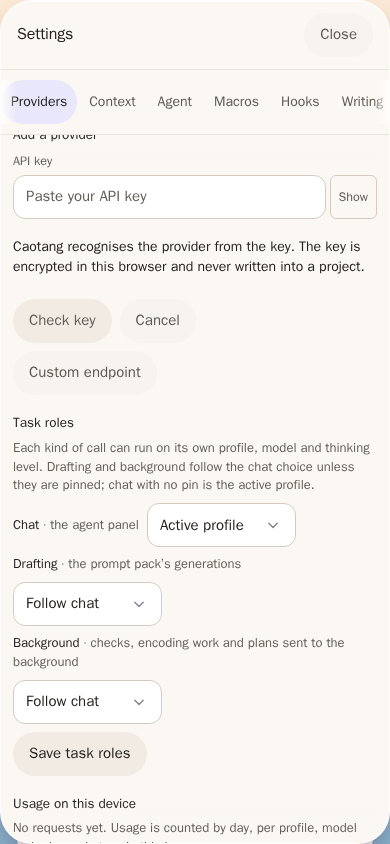 Settings
Close
Providers
Context
Agent
Macros
Hooks
Writing
Add a provider
API key
Paste your API key
Show
Caotang recognises the provider from the key. The key is
encrypted in this browser and never written into a project.
Check key
Cancel
Custom endpoint
Task roles
Each kind of call can run on its own profile, model and thinking
level. Drafting and background follow the chat choice unless
they are pinned; chat with no pin is the active profile.
Chat · the agent panel
Active profile
Drafting · the prompt pack's generations
Follow chat
Background · checks, encoding work and plans sent to the
background
Follow chat
Save task roles
Usage on this device
No requests yet. Usage is counted by day, per profile, model